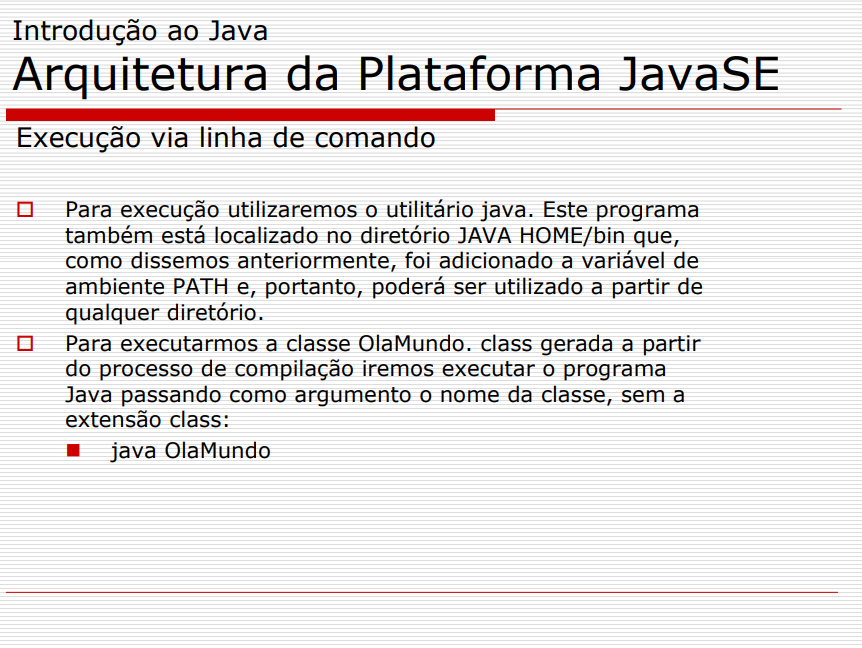 Introdução ao Java
Arquitetura da Plataforma JavaSE
Execução via linha de comando
Para execução utilizaremos o utilitário java. Este programa
também está localizado no diretório JAVA HOME/bin que,
como dissemos anteriormente, foi adicionado a variável de
ambiente PATH e, portanto, poderá ser utilizado a partir de
qualquer diretório.
Para executarmos a classe OlaMundo. class gerada a partir
do processo de compilação iremos executar o programa
Java passando como argumento o nome da classe, sem a
extensão class:
java OlaMundo